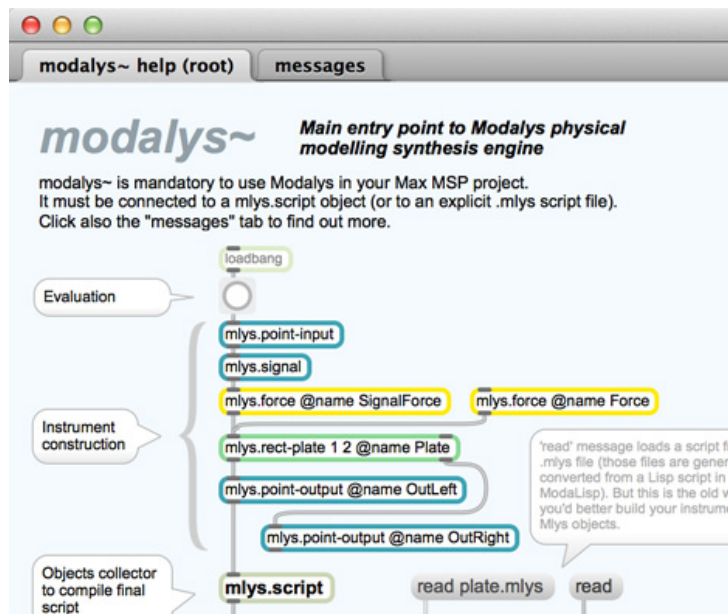 modalys~ help (root)
messages
modalys~
Main entry point to Modalys physical
modelling synthesis engine
modalys~ is mandatory to use Modalys in your Max MSP project.
It must be connected to a mlys.script object (or to an explicit .mlys script file).
Click also the "messages" tab to find out more.
loadbang
Evaluation
mlys.point-input
mlys.signal
mlys.force @name SignalForce
mlys.force @name Force
Instrument
construction
mlys.rect-plate 1 2 @name Plate
'read' message loads a script
.mlys file (those files are
converted from a Lisp script in
ModaLisp). But this is the old
you'd better build your
Mlys objects.
mlys.point-output @name OutLeft
mlys.point-output @name OutRight
Objects collector
to compile final
script
mlys.script
read plate.mlys
read